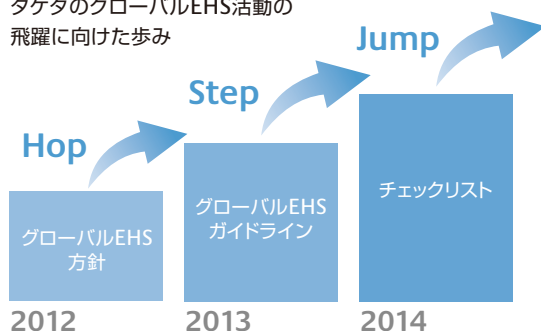 タケダのグローバルEHS活動の
飛躍に向けた歩み
Hop
Step
Jump
グローバルEHS
方針
グローバルEHS
ガイドライン
チェックリスト
2012
2013
2014